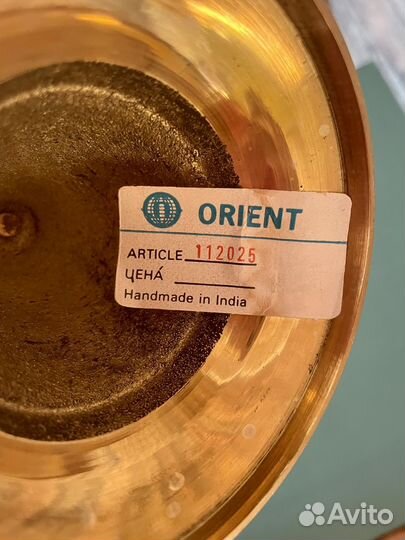 ORIENT
ARTICLE 112025
ЦЕНА́
Handmade in India
Avito